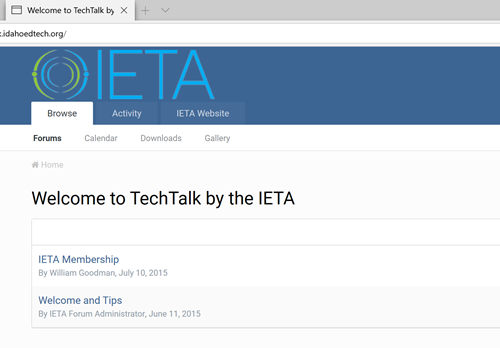 Welcome to TechTalk by
.idahoedtech.org/
IETA
Browse Activity IETA Website
Forums Calendar Downloads Gallery
Home
Welcome to TechTalk by the IETA
IETA Membership
By William Goodman, July 10, 2015
Welcome and Tips
By IETA Forum Administrator, June 11, 2015